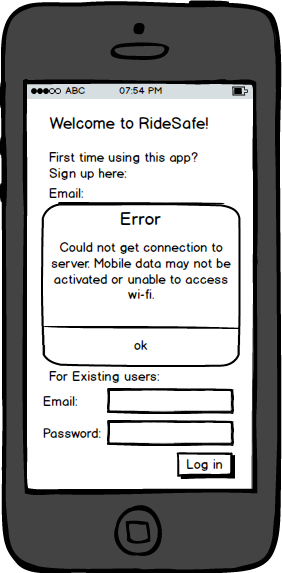 ABC 07:54 PM
Welcome to RideSafe!
First time using this app?
Sign up here:
Email:
Error
Could not get connection to
server. Mobile data may not be
activated or unable to access
wi-fi.
ok
For Existing users:
Email:
Password:
Log in